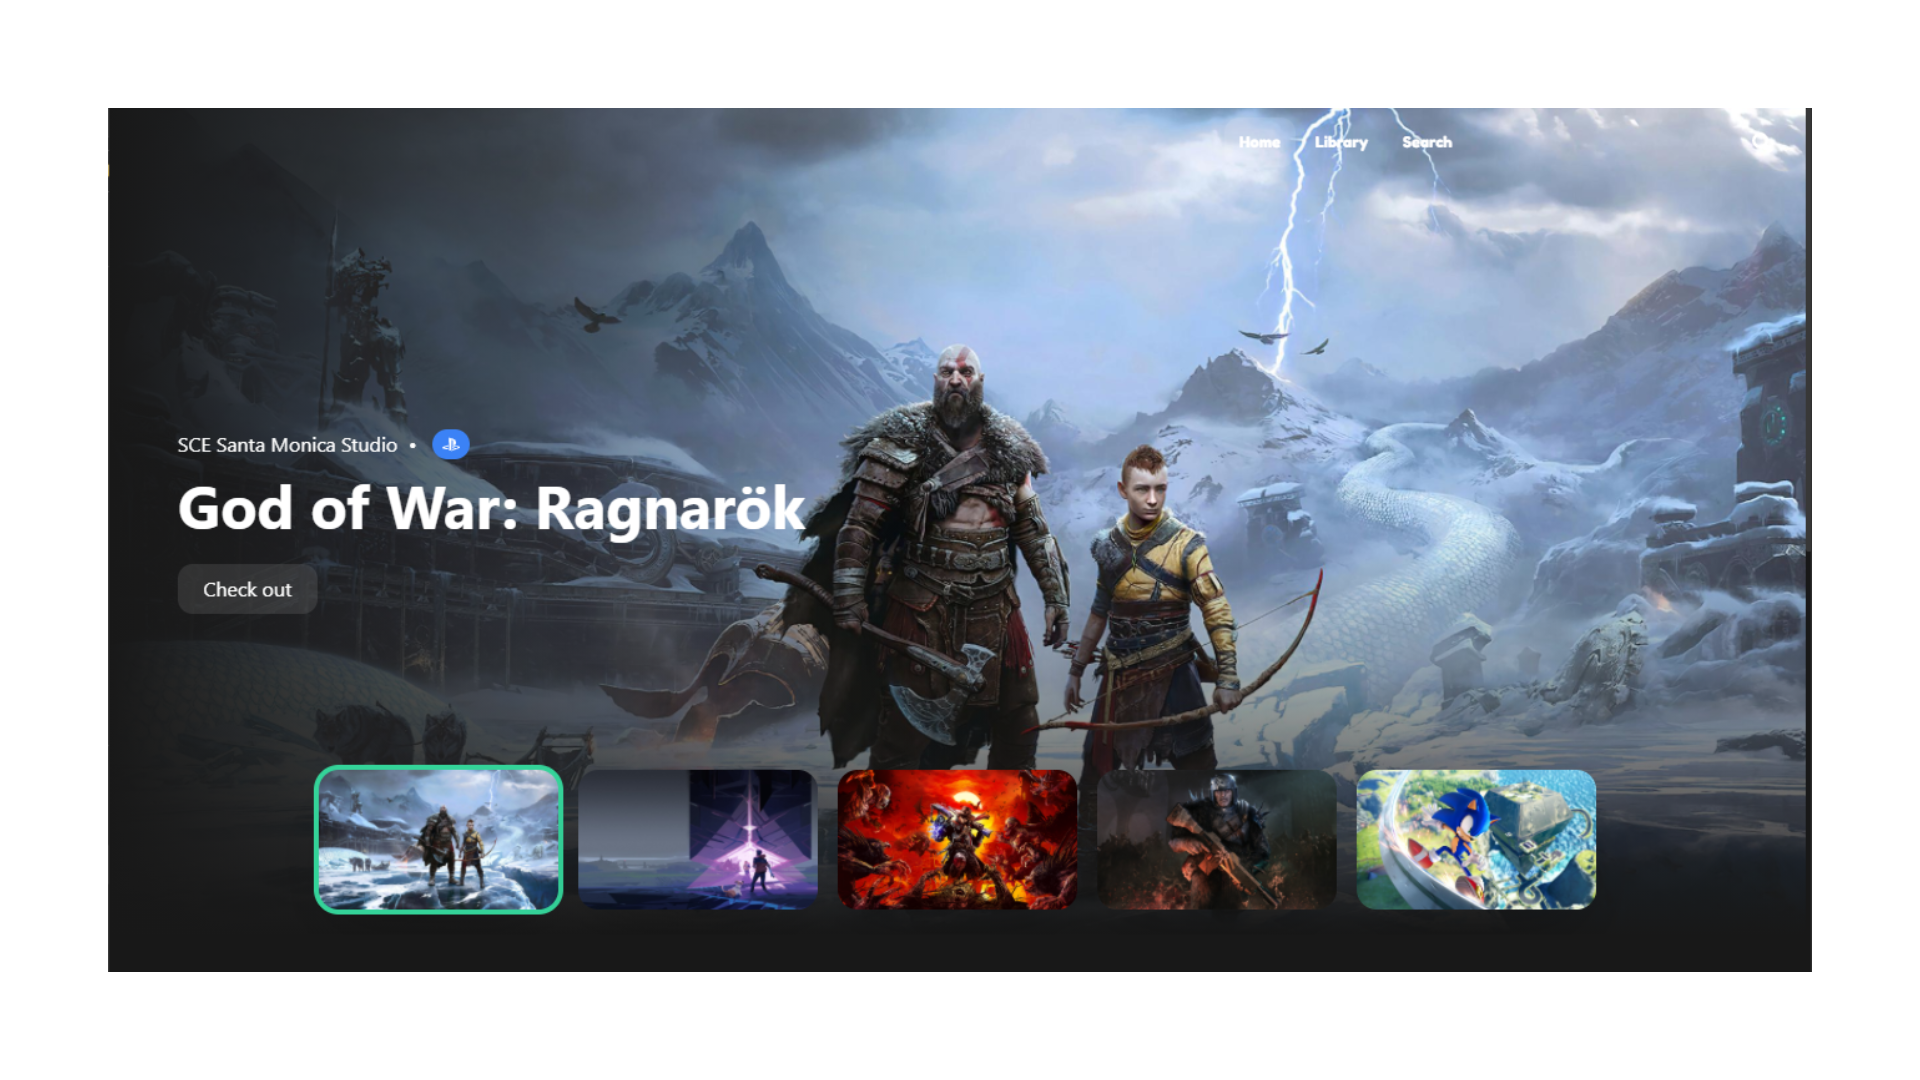 Home Library Search
SCE Santa Monica Studio •
God of War: Ragnarök
Check out